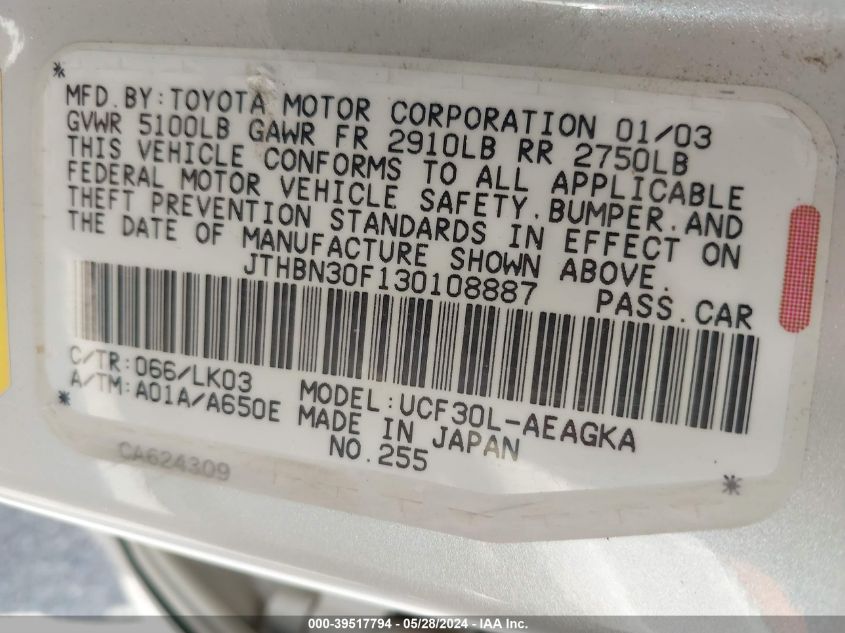 MFD.BY:TOYOTA MOTOR CORPORATION 01/03
GVWR 5100LB GAWR FR 2910LB RR 2750LB
THIS VEHICLE CONFORMS TO ALL APPLICABLE
FEDERAL MOTOR VEHICLE SAFETY.BUMPER.AND
THEFT PREVENTION STANDARDS IN EFFECT ON
THE DATE OF MANUFACTURE SHOWN ABOVE.
JTHBN30F130108887 PASS.CAR
C/TR:066/LK03 MODEL:UCF30L-AEAGKA
A/TM:A01A/A650E MADE IN JAPAN
NO.255
CA624309
000-39517794 - 05/28/2024 - IAA Inc.